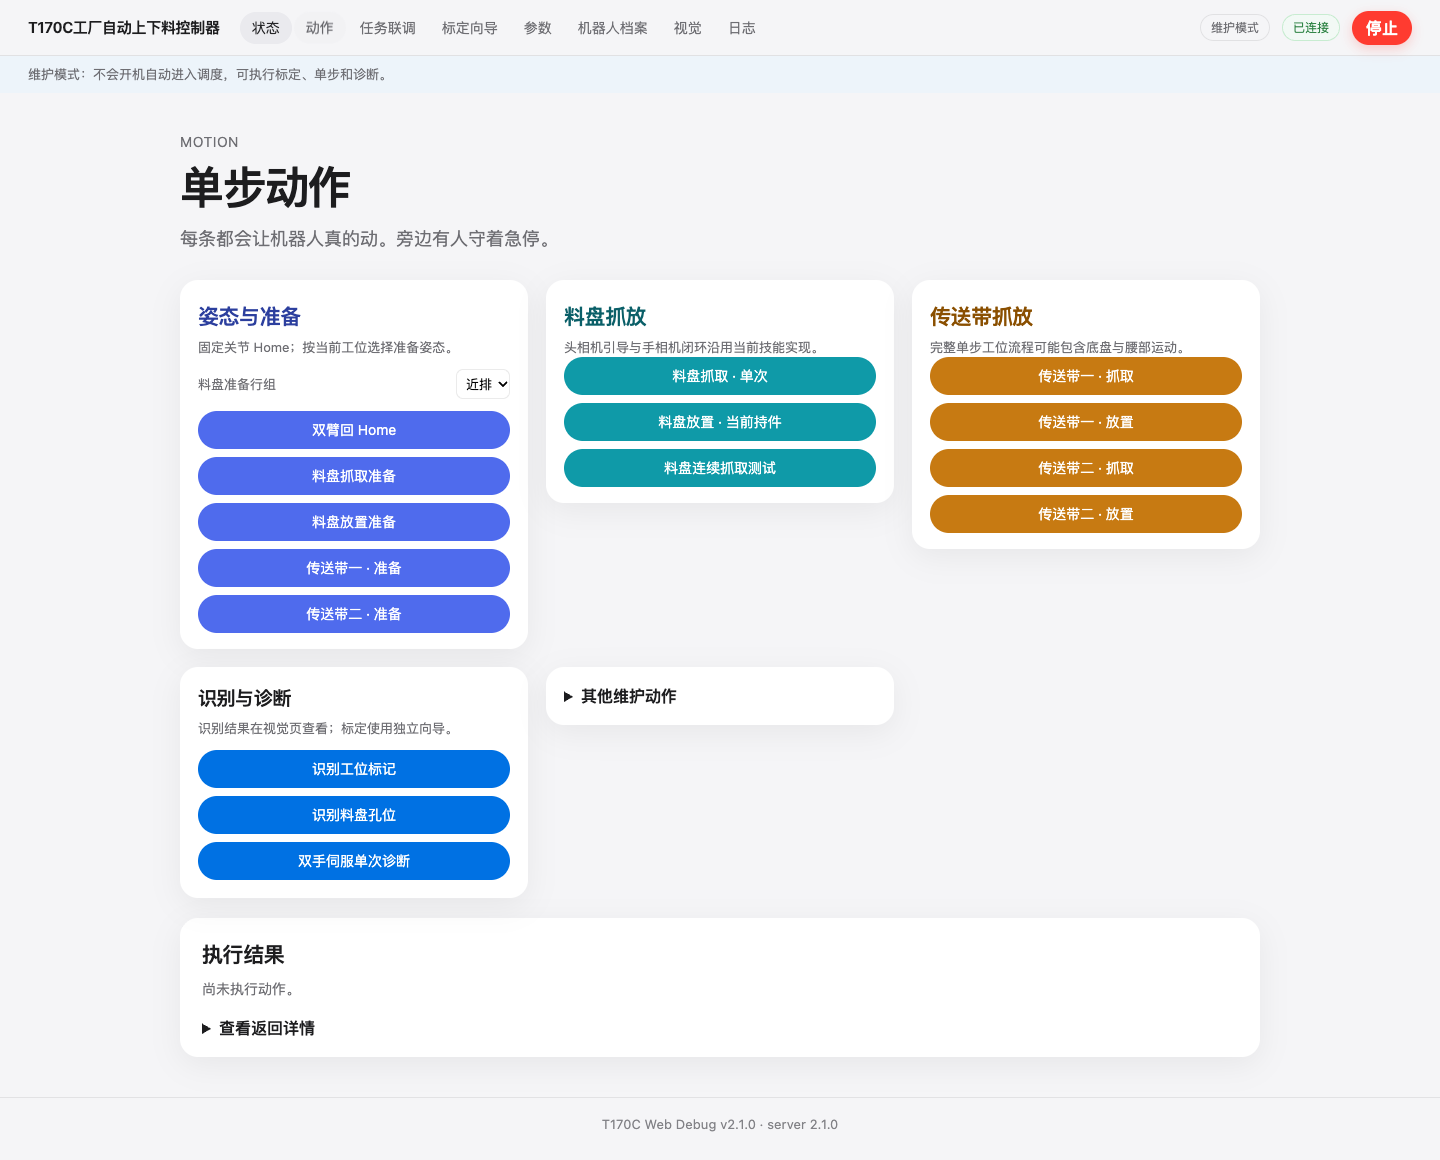 T170C工厂自动上下料控制器 状态 动作 任务联调 标定向导 参数 机器人档案 视觉 日志 维护模式 已连接 停止
维护模式：不会开机自动进入调度，可执行标定、单步和诊断。
MOTION
单步动作
每条都会让机器人真的动。旁边有人守着急停。
姿态与准备
固定关节 Home；按当前工位选择准备姿态。
料盘准备行组 近排
双臂回 Home
料盘抓取准备
料盘放置准备
传送带一 · 准备
传送带二 · 准备
料盘抓放
头相机引导与手相机闭环沿用当前技能实现。
料盘抓取 · 单次
料盘放置 · 当前持件
料盘连续抓取测试
传送带抓放
完整单步工位流程可能包含底盘与腰部运动。
传送带一 · 抓取
传送带一 · 放置
传送带二 · 抓取
传送带二 · 放置
识别与诊断
识别结果在视觉页查看；标定使用独立向导。
识别工位标记
识别料盘孔位
双手伺服单次诊断
其他维护动作
执行结果
尚未执行动作。
查看返回详情
T170C Web Debug v2.1.0 · server 2.1.0